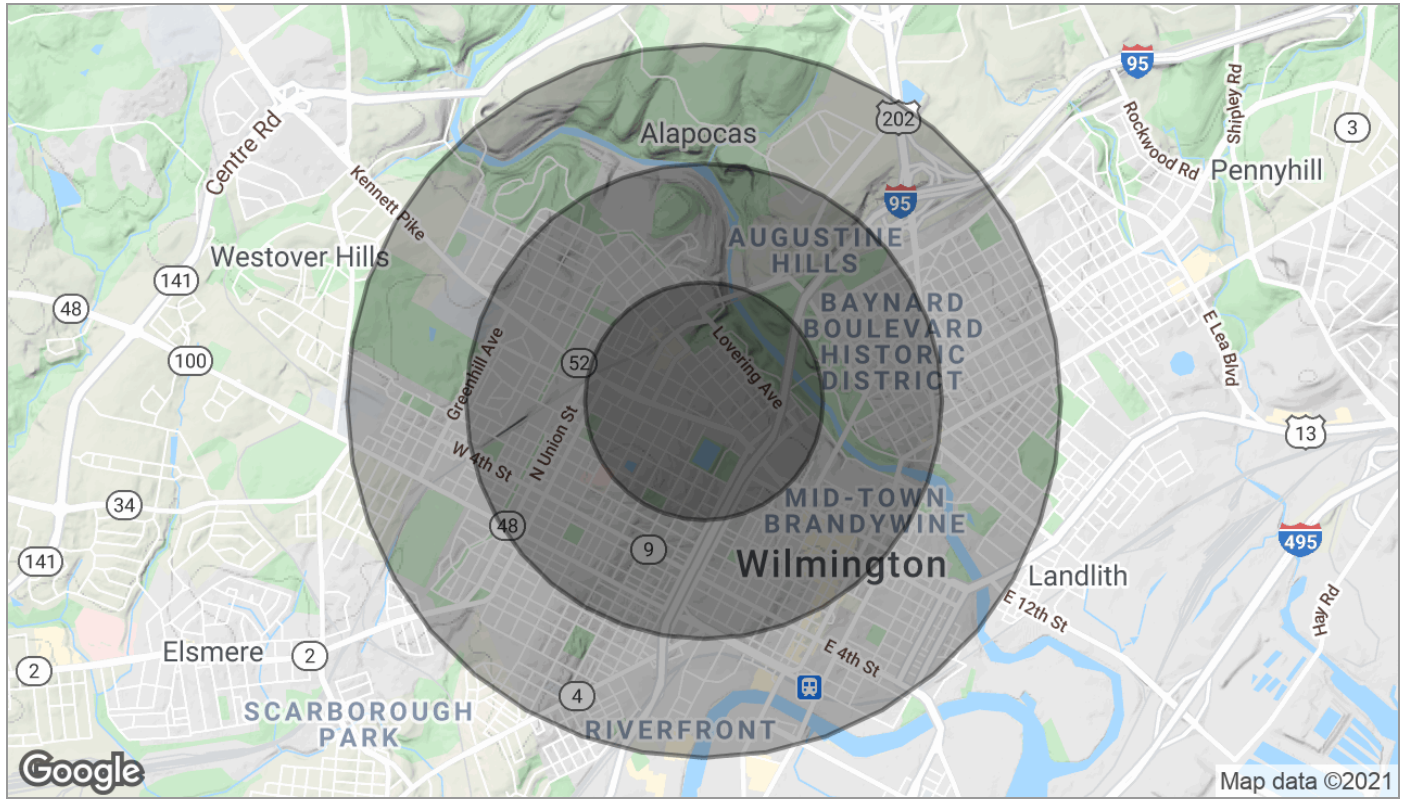 95
Centre Rd
202
Rockwood Rd
Shipley Rd
3
Alapocas
Pennyhill
Kennett Pike
95
AUGUSTINE
HILLS
Westover Hills
141
48
BAYNARD
BOULEVARD
HISTORIC
DISTRICT
E Lea Blvd
100
52
Greenhill Ave
Lovering Ave
N Union St
13
W 4th St
34
48
MID-TOWN
BRANDYWINE
9
495
141
Wilmington
Landlith
E 12th St
Hay Rd
Elsmere
2
2
E 4th St
4
SCARBOROUGH
PARK
RIVERFRONT
Google
Map data ©2021